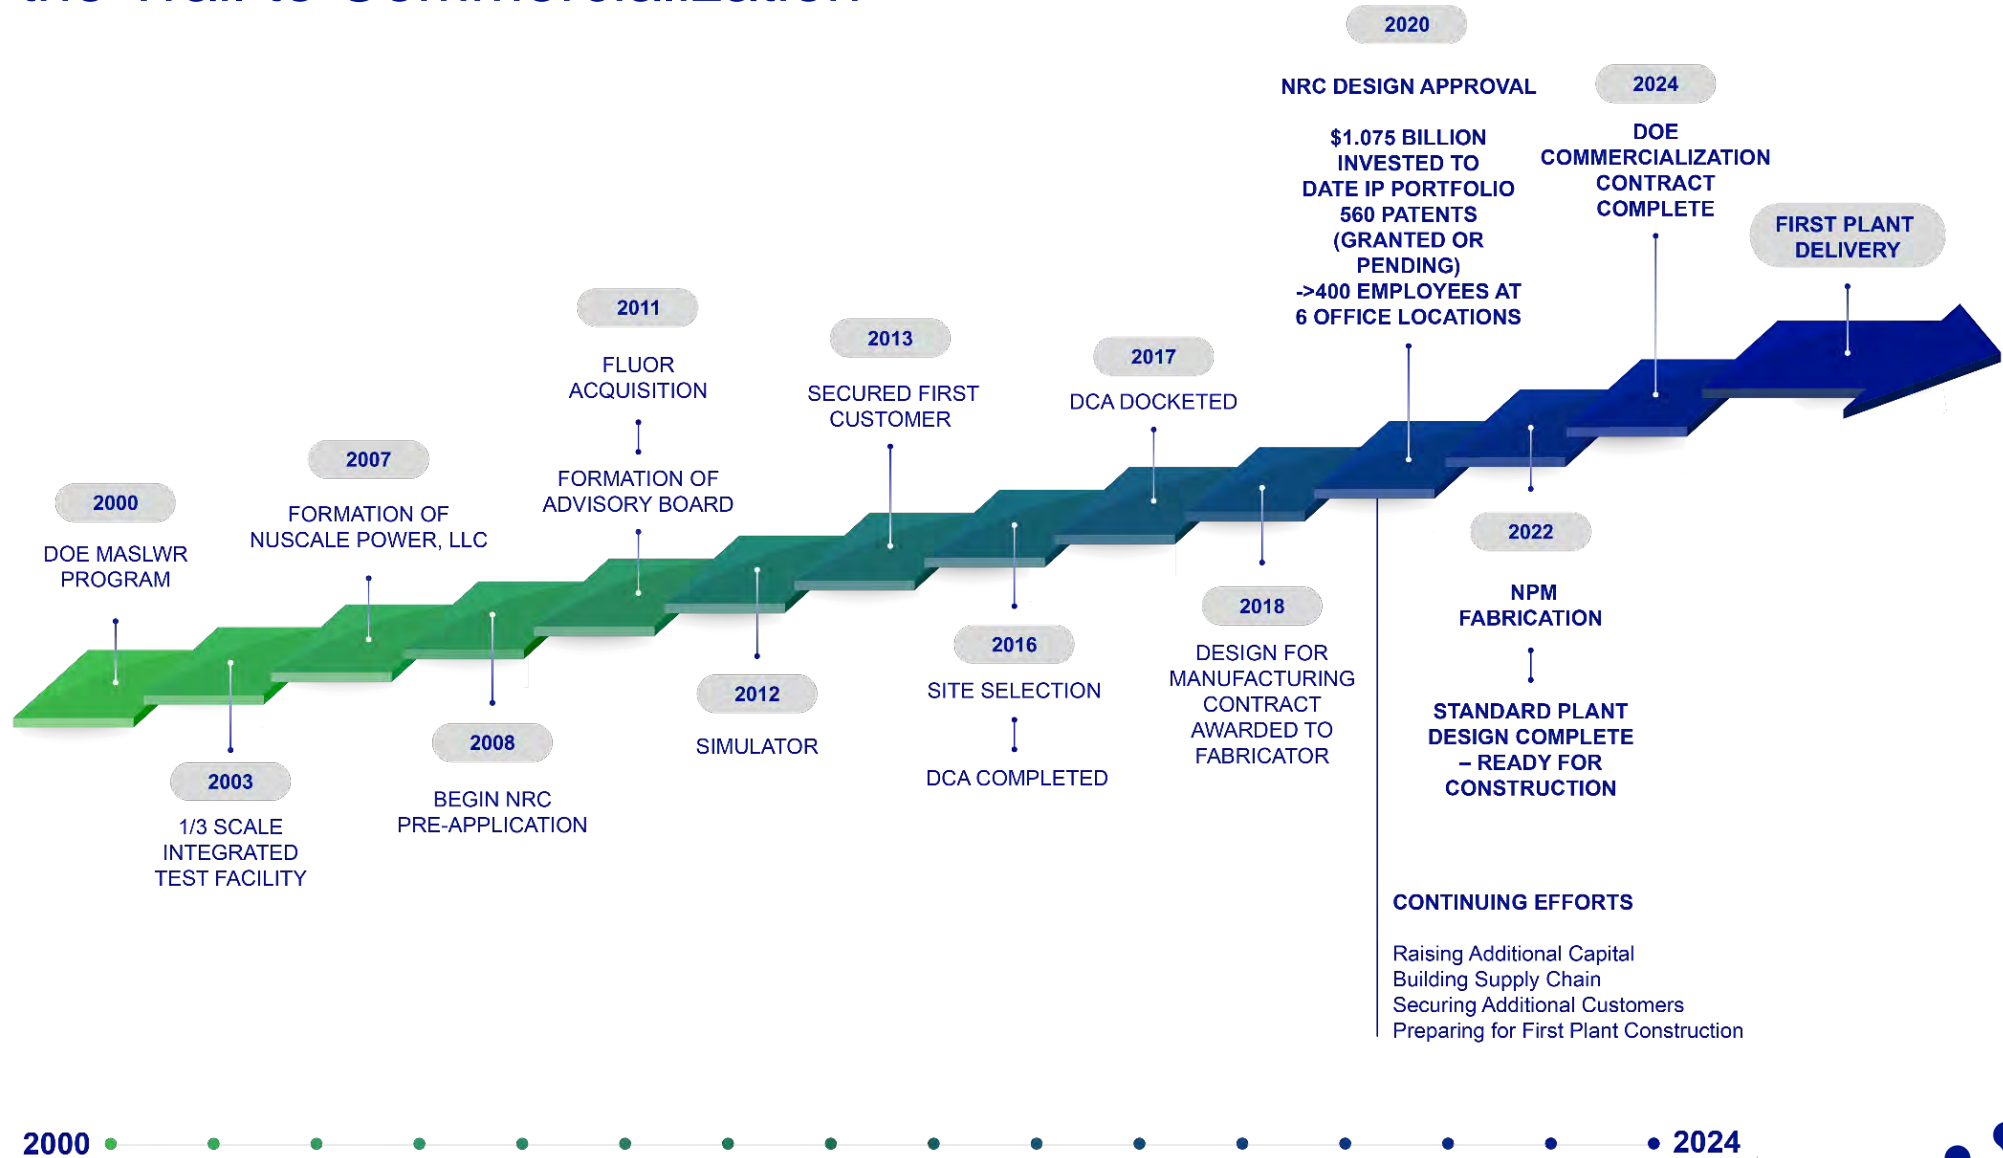 the Trail to Commercialization
2000
DOE MASLWR
PROGRAM
2003
1/3 SCALE
INTEGRATED
TEST FACILITY
2007
FORMATION OF
NUSCALE POWER, LLC
2008
BEGIN NRC
PRE-APPLICATION
2011
FLUOR
ACQUISITION
FORMATION OF
ADVISORY BOARD
2012
SIMULATOR
2013
SECURED FIRST
CUSTOMER
2016
SITE SELECTION
DCA COMPLETED
2017
DCA DOCKETED
2018
DESIGN FOR
MANUFACTURING
CONTRACT
AWARDED TO
FABRICATOR
2020
NRC DESIGN APPROVAL
$1.075 BILLION
INVESTED TO
DATE IP PORTFOLIO
560 PATENTS
(GRANTED OR
PENDING)
->400 EMPLOYEES AT
6 OFFICE LOCATIONS
2022
NPM
FABRICATION
STANDARD PLANT
DESIGN COMPLETE
– READY FOR
CONSTRUCTION
2024
DOE
COMMERCIALIZATION
CONTRACT
COMPLETE
FIRST PLANT
DELIVERY
CONTINUING EFFORTS
Raising Additional Capital
Building Supply Chain
Securing Additional Customers
Preparing for First Plant Construction
2000
2024